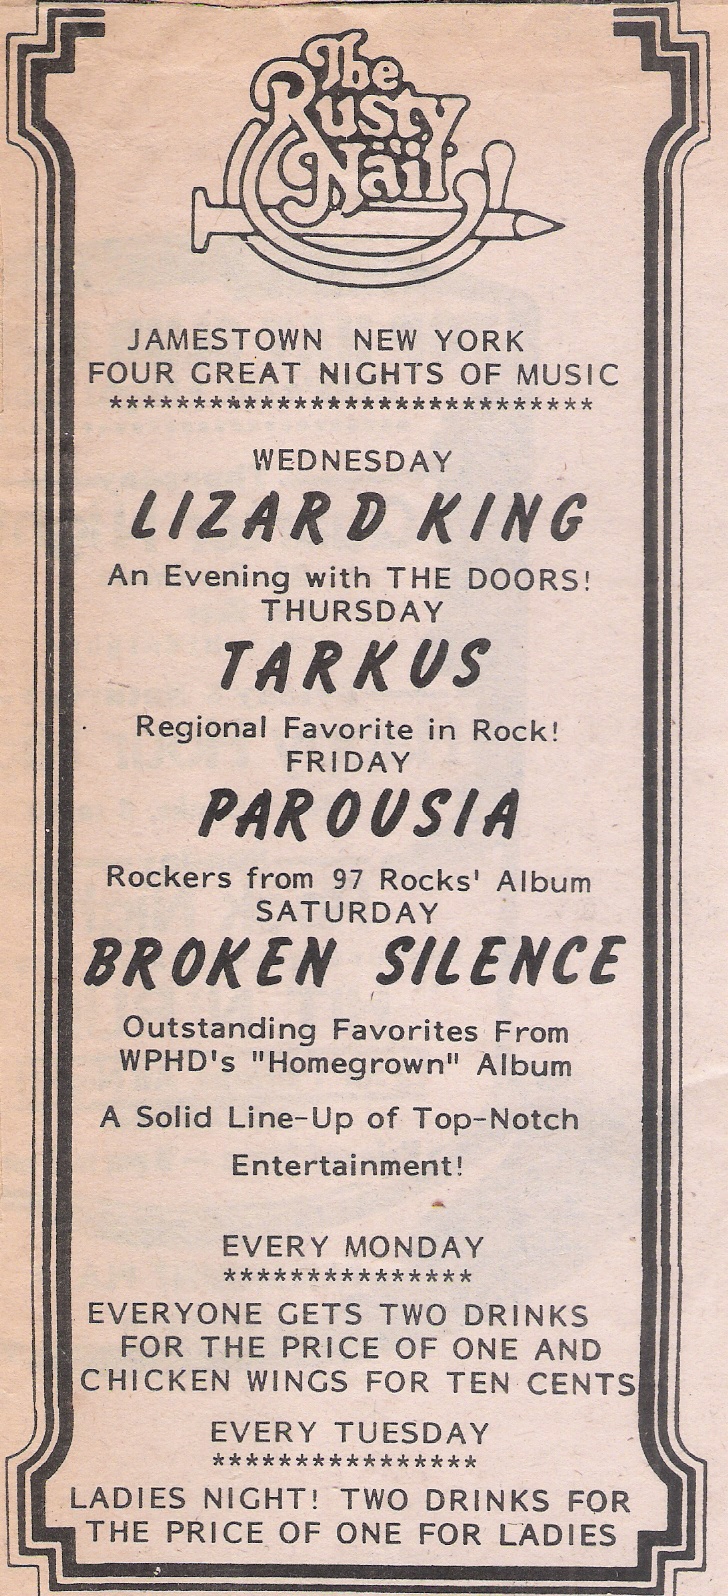 The
Rusty
Nail
JAMESTOWN NEW YORK
FOUR GREAT NIGHTS OF MUSIC
*****************************
WEDNESDAY
LIZARD KING
An Evening with THE DOORS!
THURSDAY
TARKUS
Regional Favorite in Rock!
FRIDAY
PAROUSIA
Rockers from 97 Rocks' Album
SATURDAY
BROKEN SILENCE
Outstanding Favorites From
WPHD's "Homegrown" Album
A Solid Line-Up of Top-Notch
Entertainment!
EVERY MONDAY
***************
EVERYONE GETS TWO DRINKS
FOR THE PRICE OF ONE AND
CHICKEN WINGS FOR TEN CENTS
EVERY TUESDAY
****************
LADIES NIGHT! TWO DRINKS FOR
THE PRICE OF ONE FOR LADIES